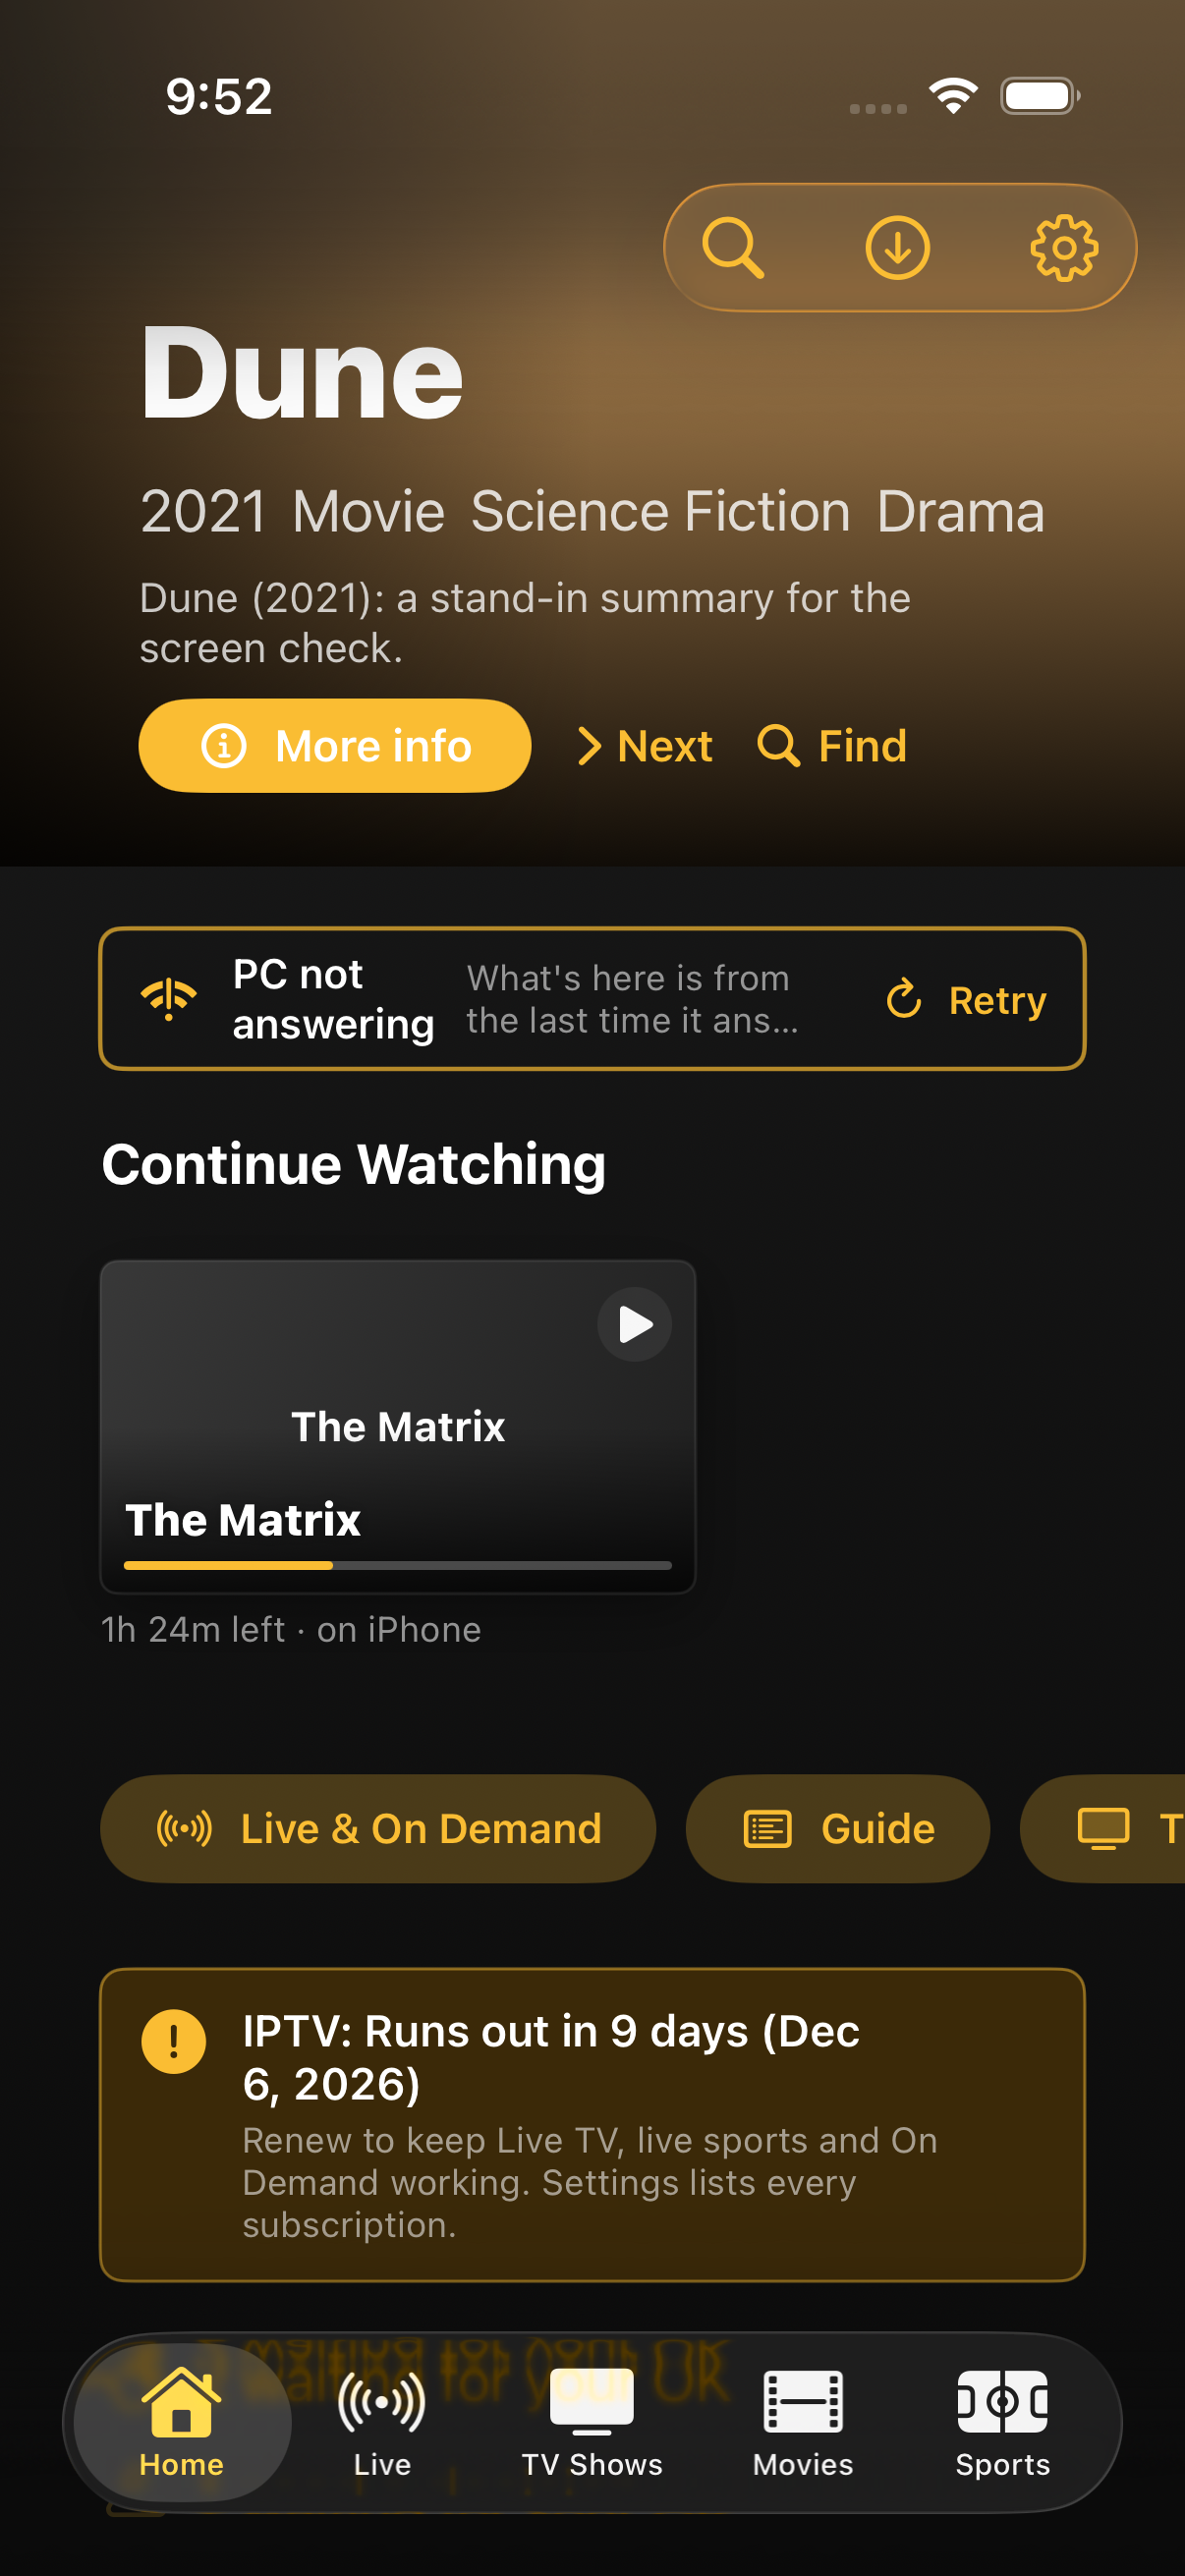 9:52
Dune
2021 Movie Science Fiction Drama
Dune (2021): a stand-in summary for the
screen check.
More info
Next
Find
PC not
answering
What's here is from
the last time it ans...
Retry
Continue Watching
The Matrix
The Matrix
1h 24m left · on iPhone
Live & On Demand
Guide
T
IPTV: Runs out in 9 days (Dec
6, 2026)
Renew to keep Live TV, live sports and On
Demand working. Settings lists every
subscription.
waiting for your OK
Home
Live
TV Shows
Movies
Sports